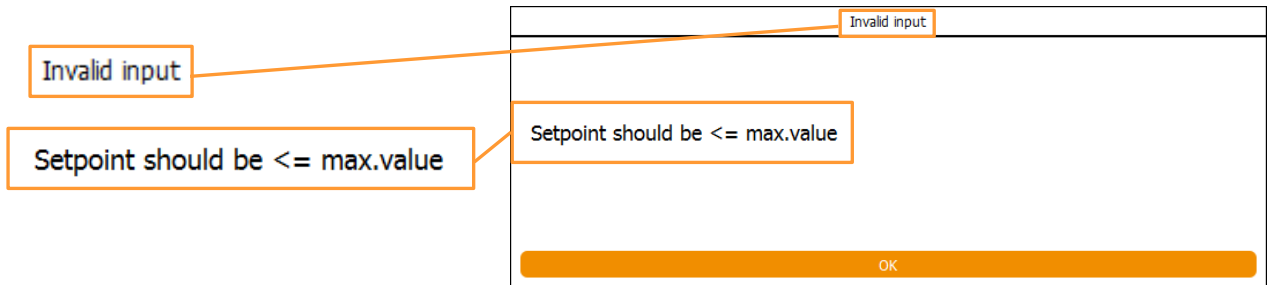 Invalid input
Invalid input
Setpoint should be <= max.value
Setpoint should be <= max.value
OK